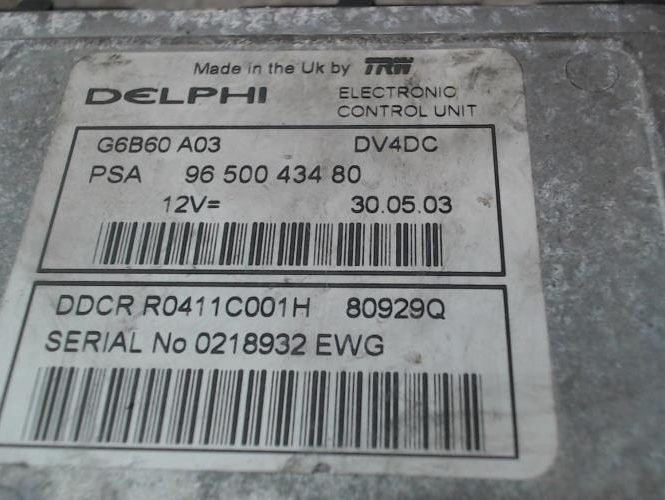 Made in the Uk by TRW
DELPHI ELECTRONIC
CONTROL UNIT
G6B60 A03 DV4DC
PSA 96 500 434 80
12V= 30.05.03
DDCR R0411C001H 80929Q
SERIAL No 0218932 EWG